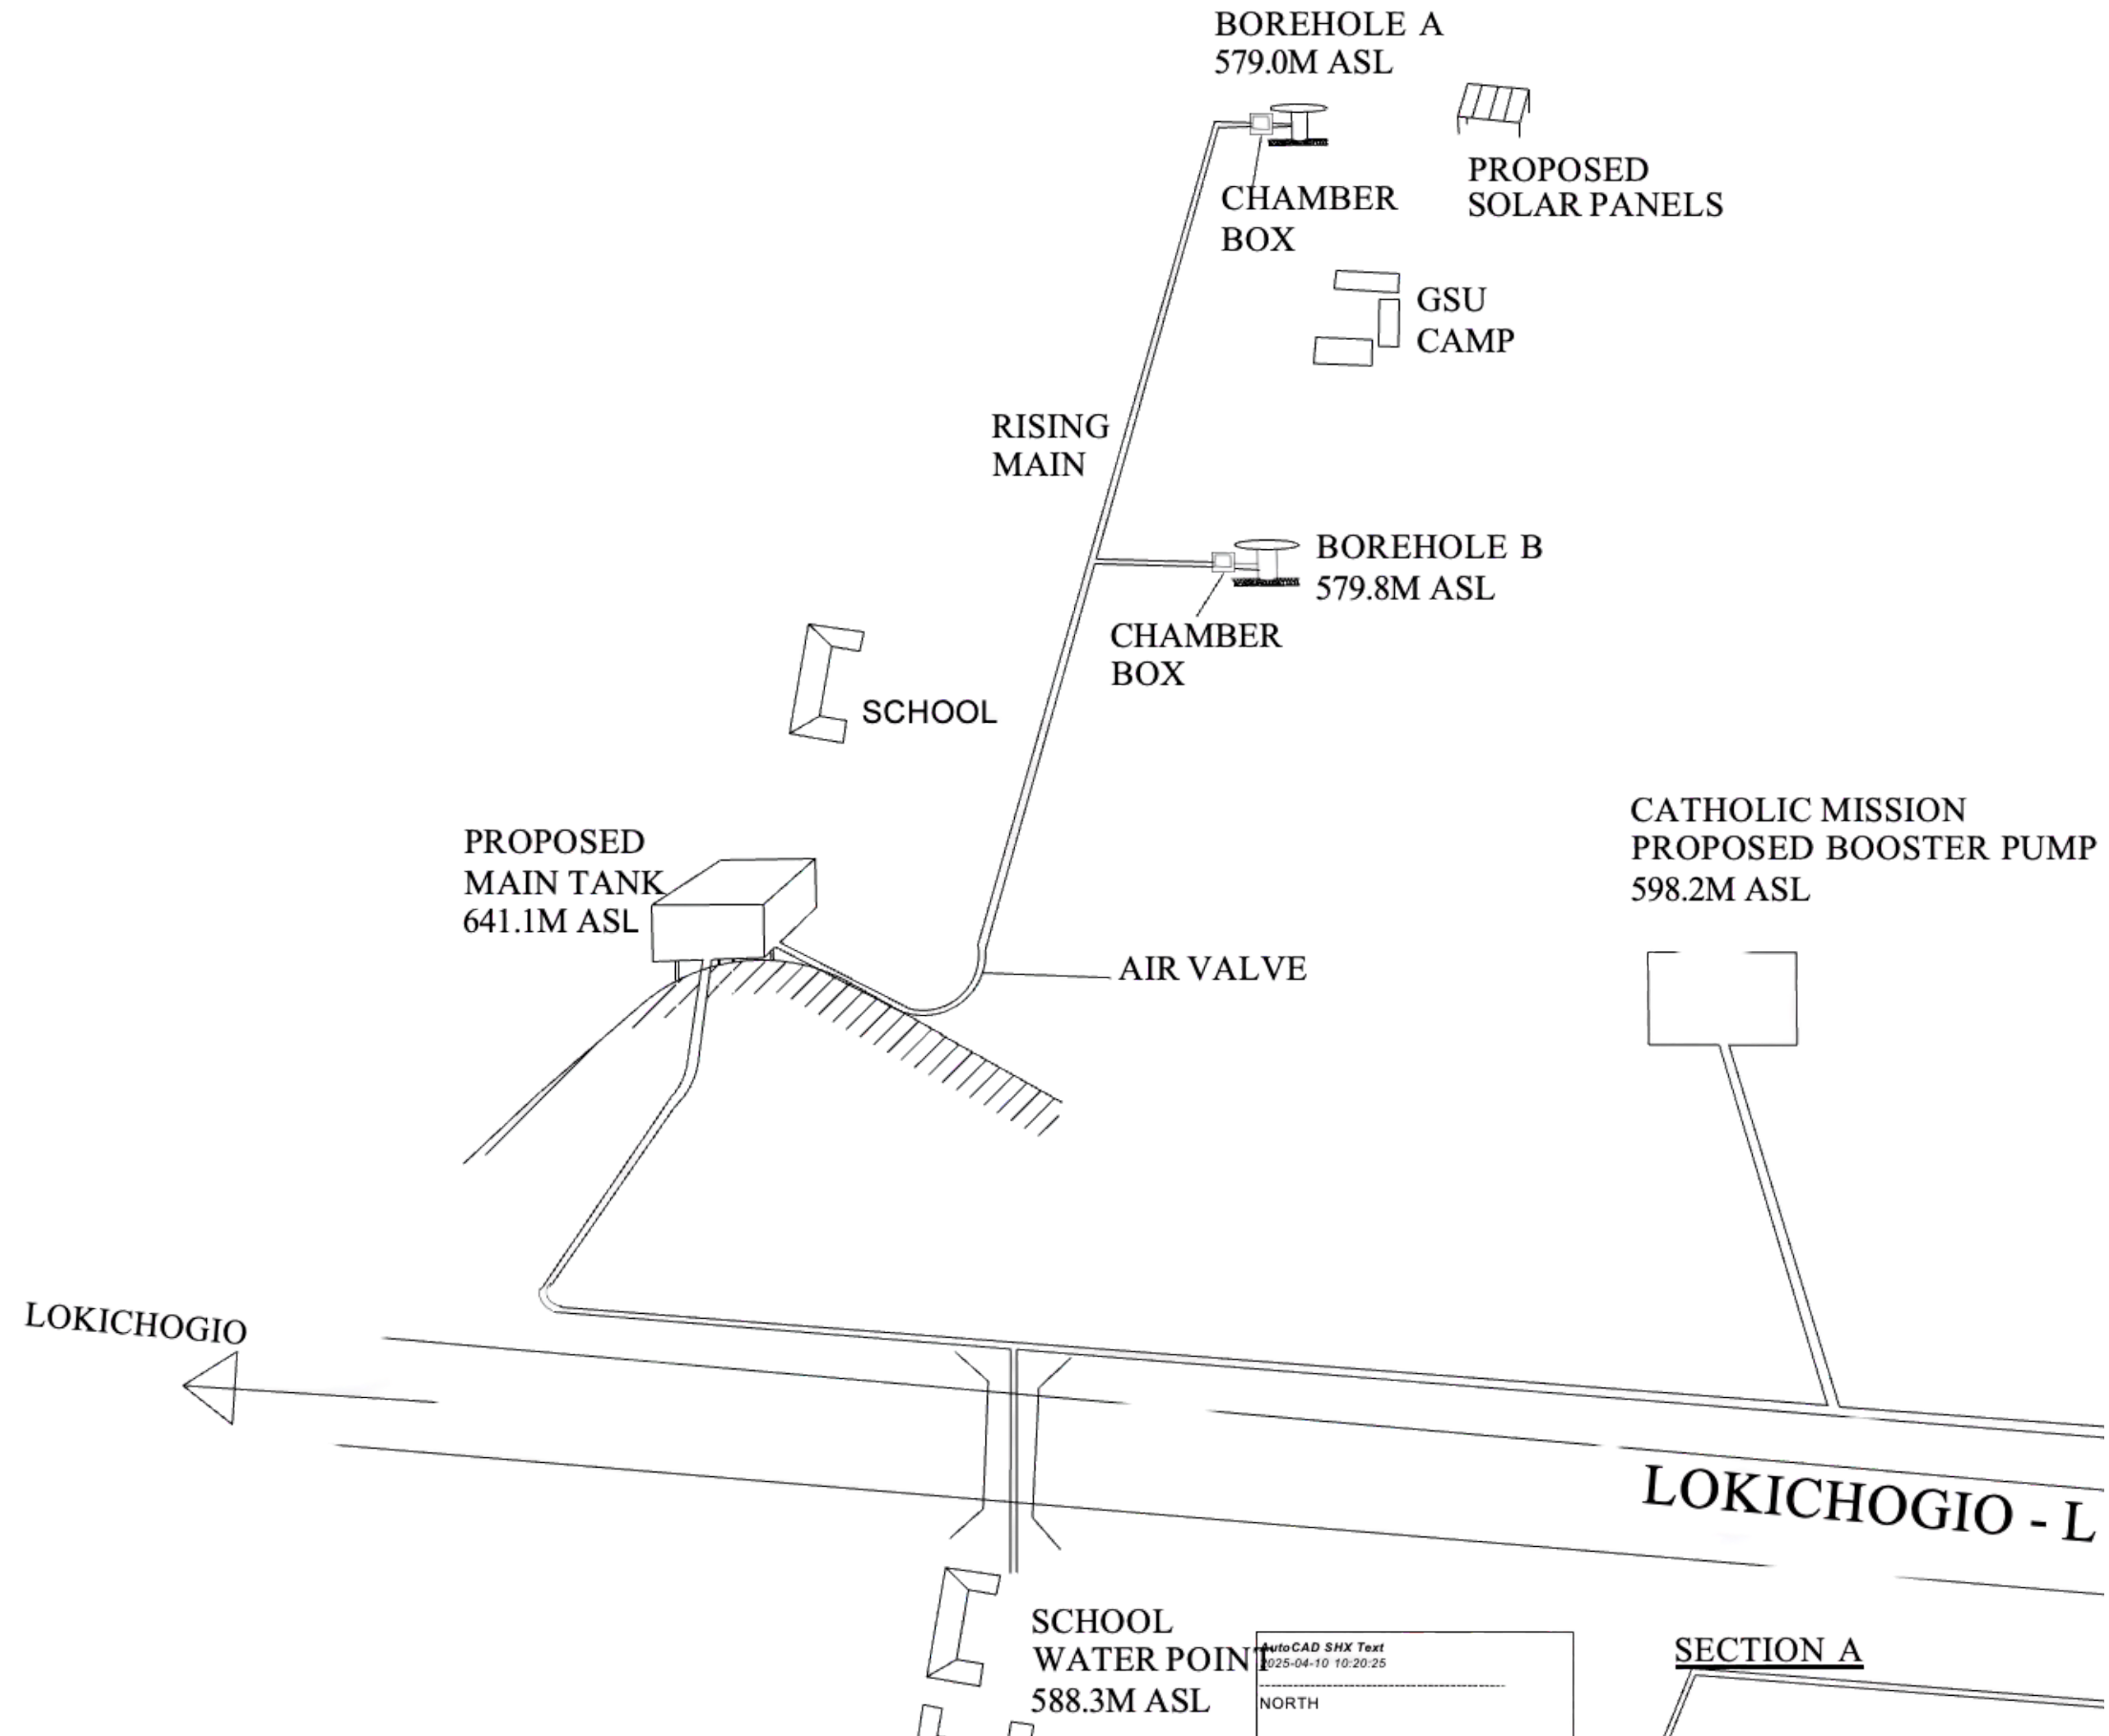 BOREHOLE A
579.0M ASL
PROPOSED
SOLAR PANELS
CHAMBER
BOX
GSU
CAMP
RISING
MAIN
BOREHOLE B
579.8M ASL
CHAMBER
BOX
SCHOOL
PROPOSED
MAIN TANK
641.1M ASL
CATHOLIC MISSION
PROPOSED BOOSTER PUMP
598.2M ASL
AIR VALVE
LOKICHOGIO
LOKICHOGIO - L
SCHOOL
WATER POINT
588.3M ASL
AutoCAD SHX Text
2025-04-10 10:20:25
NORTH
SECTION A